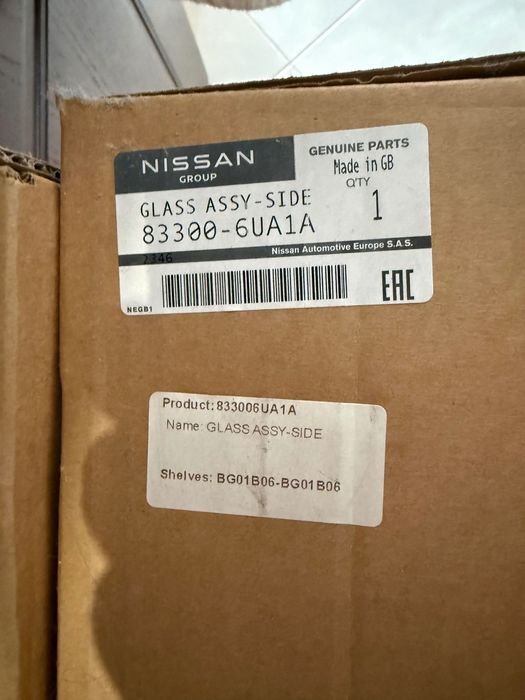 NISSAN
GROUP
GENUINE PARTS
Made in GB
Q'TY
1
GLASS ASSY-SIDE
83300-6UA1A
Nissan Automotive Europe S.A.S.
2346
NEGB1
EAC
Product:833006UA1A
Name: GLASS ASSY-SIDE
Shelves: BG01B06-BG01B06